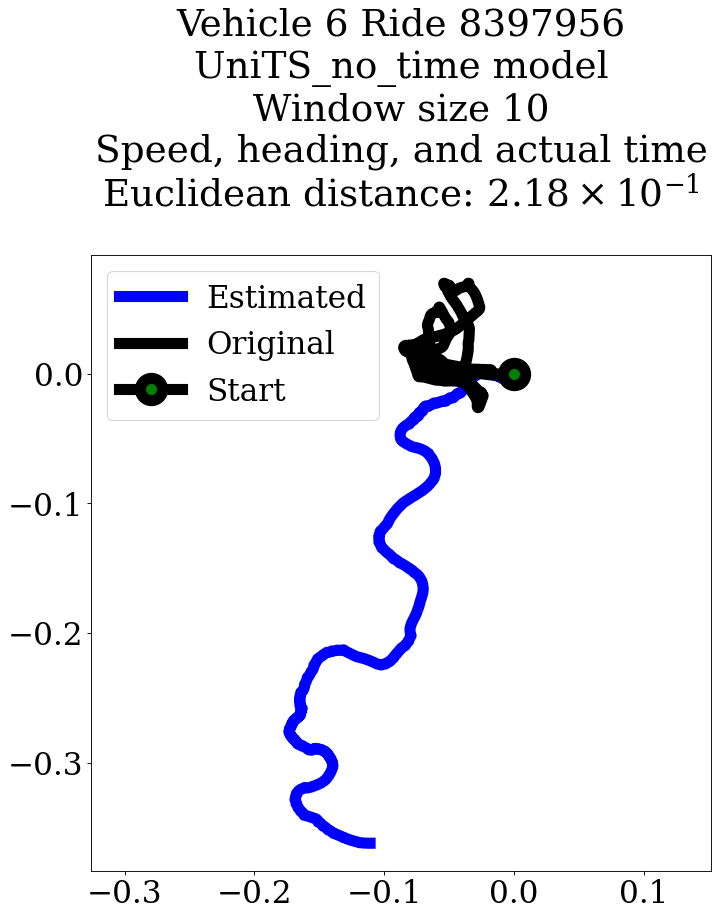 Vehicle 6 Ride 8397956
UniTS_no_time model
Window size 10
Speed, heading, and actual time
Euclidean distance: 2.18 × 10⁻¹
Estimated
Original
Start
0.0
−0.1
−0.2
−0.3
−0.3 −0.2 −0.1 0.0 0.1